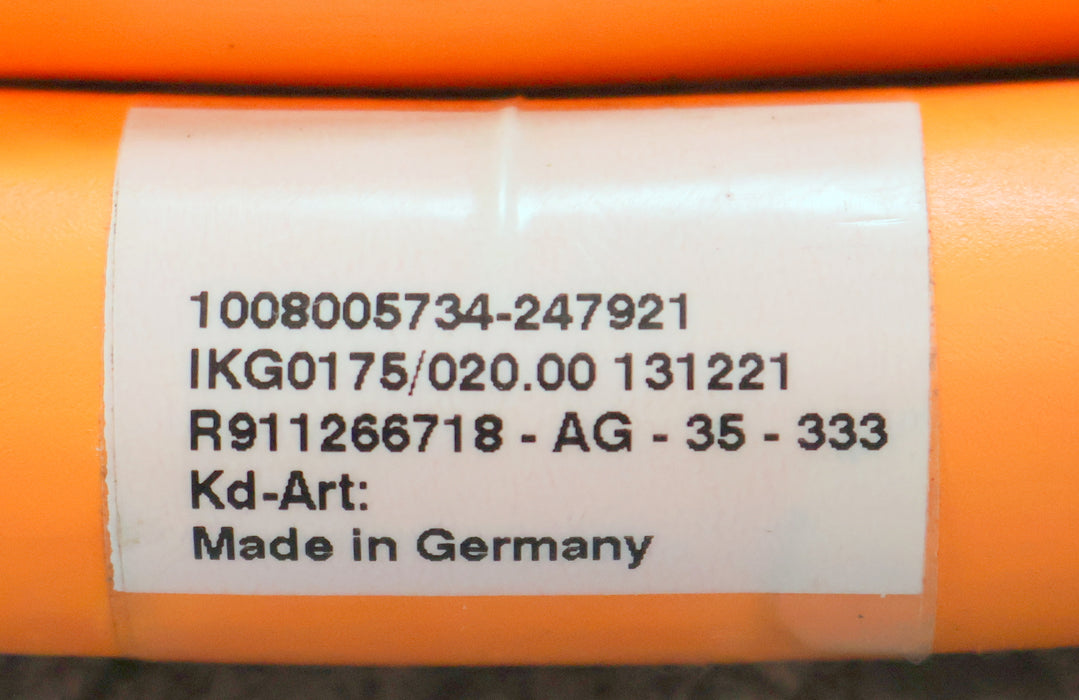 1008005734-247921
IKG0175/020.00 131221
R911266718 - AG - 35 - 333
Kd-Art:
Made in Germany